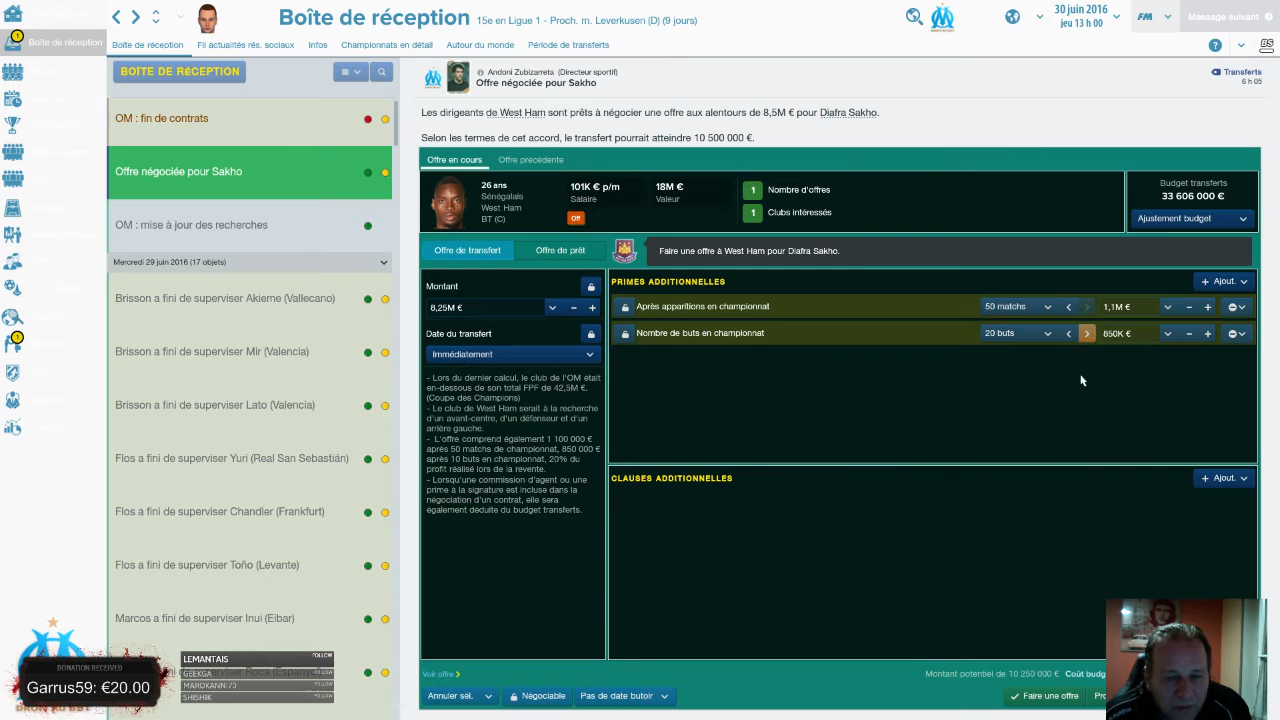 Boîte de réception
15e en Ligue 1 - Proch. m. Leverkusen (D) (9 jours)
30 juin 2016
jeu 13 h 00
FM
Message suivant
1
Boîte de réception
Boîte de réception
Fil actualités rés. sociaux
Infos
Championnats en détail
Autour du monde
Période de transferts
BOÎTE DE RÉCEPTION
OM : fin de contrats
Offre négociée pour Sakho
OM : mise à jour des recherches
Mercredi 29 juin 2016 (17 objets)
Brisson a fini de superviser Akieme (Vallecano)
Brisson a fini de superviser Mir (Valencia)
Brisson a fini de superviser Lato (Valencia)
Flos a fini de superviser Yuri (Real San Sebastián)
Flos a fini de superviser Chandler (Frankfurt)
Flos a fini de superviser Toño (Levante)
Marcos a fini de superviser Inui (Eibar)
1
Andoni Zubizarreta (Directeur sportif)
Offre négociée pour Sakho
Transferts
6 h 05
Les dirigeants de West Ham sont prêts à négocier une offre aux alentours de 8,5M € pour Diafra Sakho.
Selon les termes de cet accord, le transfert pourrait atteindre 10 500 000 €.
Offre en cours
Offre précédente
26 ans
Sénégalais
West Ham
BT (C)
101K € p/m
Salaire
Off
18M €
Valeur
1 Nombre d'offres
1 Clubs intéressés
Budget transferts
33 606 000 €
Ajustement budget
Offre de transfert
Offre de prêt
Faire une offre à West Ham pour Diafra Sakho.
Montant
8,25M €
Date du transfert
Immédiatement
- Lors du dernier calcul, le club de l'OM était
en-dessous de son total FPF de 42,5M €.
(Coupe des Champions)
- Le club de West Ham serait à la recherche
d'un avant-centre, d'un défenseur et d'un
arrière gauche.
- L'offre comprend également 1 100 000 €
après 50 matchs de championnat, 850 000 €
après 10 buts en championnat, 20% du
profit réalisé lors de la revente.
- Lorsqu'une commission d'agent ou une
prime à la signature est incluse dans la
négociation d'un contrat, elle sera
également déduite du budget transferts.
PRIMES ADDITIONNELLES
Ajout.
Après apparitions en championnat
50 matchs
1,1M €
Nombre de buts en championnat
20 buts
850K €
CLAUSES ADDITIONNELLES
Ajout.
Voir offre
Montant potentiel de 10 250 000 €
Coût budg
Annuler sél.
Négociable
Pas de date butoir
Faire une offre
DONATION RECEIVED
Garrus59: €20.00
LEMANTAIS
FOLLOW
GEEKGA
FOLLOW
MAROKANN 70
FOLLOW
SHISHIK
FOLLOW